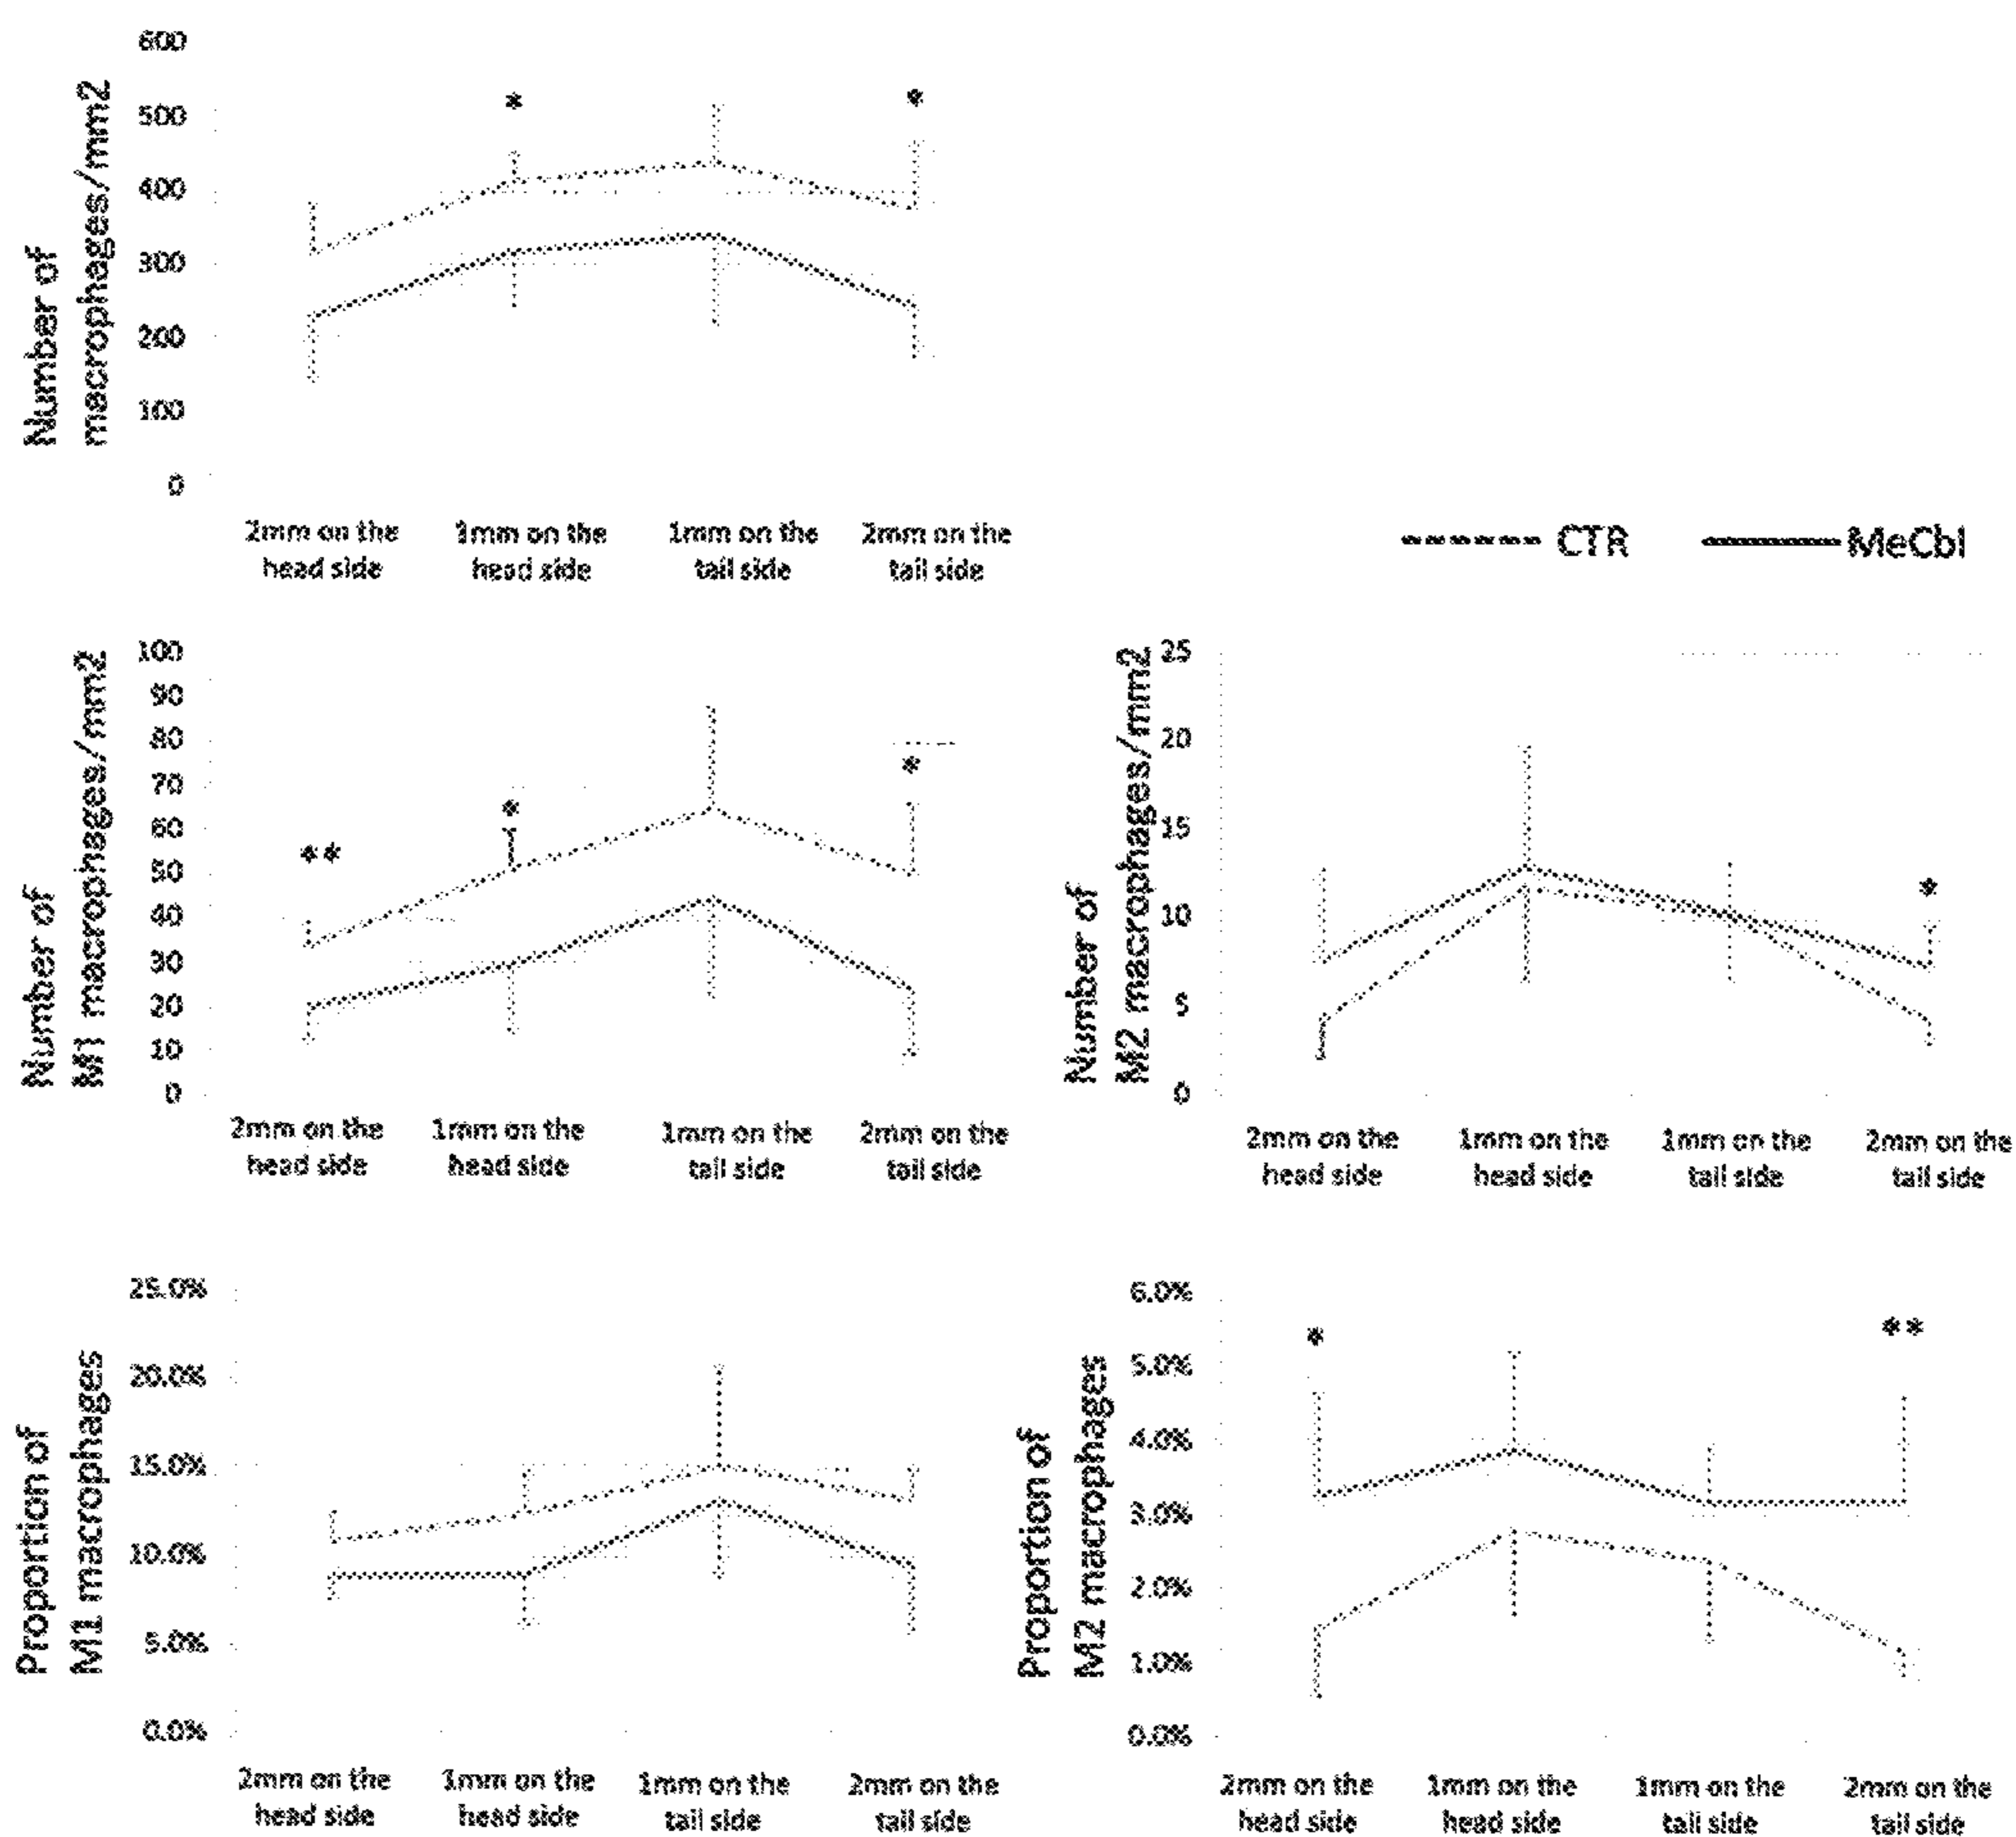 Number of
macrophages/mm2
600
500
400
300
200
100
0
*
*
2mm on the
head side
1mm on the
head side
1mm on the
tail side
2mm on the
tail side
CTR
MeCbl
Number of
M1 macrophages/mm2
100
90
80
70
60
50
40
30
20
10
0
**
*
*
2mm on the
head side
1mm on the
head side
1mm on the
tail side
2mm on the
tail side
Number of
M2 macrophages/mm2
25
20
15
10
5
0
*
2mm on the
head side
1mm on the
head side
1mm on the
tail side
2mm on the
tail side
Proportion of
M1 macrophages
25.0%
20.0%
15.0%
10.0%
5.0%
0.0%
2mm on the
head side
1mm on the
head side
1mm on the
tail side
2mm on the
tail side
Proportion of
M2 macrophages
6.0%
5.0%
4.0%
3.0%
2.0%
1.0%
0.0%
*
**
2mm on the
head side
1mm on the
head side
1mm on the
tail side
2mm on the
tail side